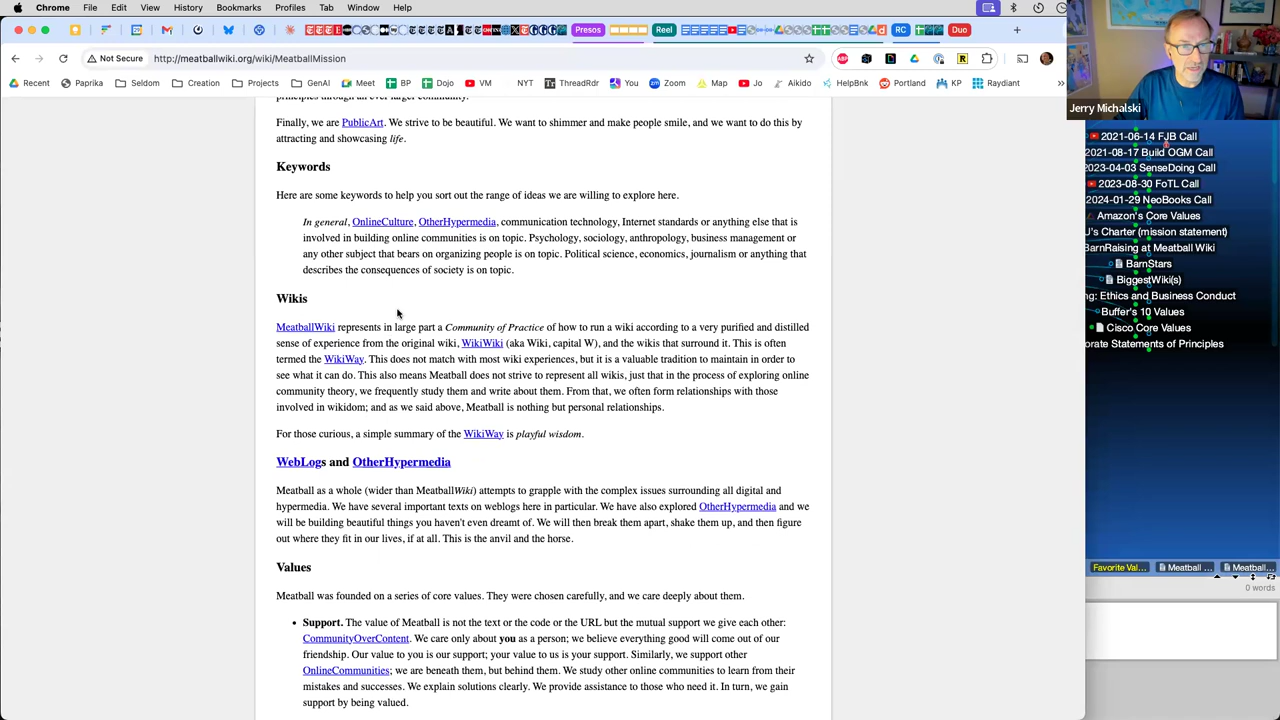 Chrome File Edit View History Bookmarks Profiles Tab Window Help
Presos Reel RC Duo
Not Secure http://meatballwiki.org/wiki/MeatballMission
Recent Paprika Seldom Creation Projects GenAI Meet BP Dojo VM NYT ThreadRdr You Zoom Map Jo Aikido HelpBnk Portland KP Raydiant »
principles through all over larger community.
Finally, we are PublicArt. We strive to be beautiful. We want to shimmer and make people smile, and we want to do this by
attracting and showcasing life.
Keywords
Here are some keywords to help you sort out the range of ideas we are willing to explore here.
In general, OnlineCulture, OtherHypermedia, communication technology, Internet standards or anything else that is
involved in building online communities is on topic. Psychology, sociology, anthropology, business management or
any other subject that bears on organizing people is on topic. Political science, economics, journalism or anything that
describes the consequences of society is on topic.
Wikis
MeatballWiki represents in large part a Community of Practice of how to run a wiki according to a very purified and distilled
sense of experience from the original wiki, WikiWiki (aka Wiki, capital W), and the wikis that surround it. This is often
termed the WikiWay. This does not match with most wiki experiences, but it is a valuable tradition to maintain in order to
see what it can do. This also means Meatball does not strive to represent all wikis, just that in the process of exploring online
community theory, we frequently study them and write about them. From that, we often form relationships with those
involved in wikidom; and as we said above, Meatball is nothing but personal relationships.
For those curious, a simple summary of the WikiWay is playful wisdom.
WebLogs and OtherHypermedia
Meatball as a whole (wider than MeatballWiki) attempts to grapple with the complex issues surrounding all digital and
hypermedia. We have several important texts on weblogs here in particular. We have also explored OtherHypermedia and we
will be building beautiful things you haven't even dreamt of. We will then break them apart, shake them up, and then figure
out where they fit in our lives, if at all. This is the anvil and the horse.
Values
Meatball was founded on a series of core values. They were chosen carefully, and we care deeply about them.
• Support. The value of Meatball is not the text or the code or the URL but the mutual support we give each other:
CommunityOverContent. We care only about you as a person; we believe everything good will come out of our
friendship. Our value to you is our support; your value to us is your support. Similarly, we support other
OnlineCommunities; we are beneath them, but behind them. We study other online communities to learn from their
mistakes and successes. We explain solutions clearly. We provide assistance to those who need it. In turn, we gain
support by being valued.
Jerry Michalski
2021-06-14 FJB Call
2021-08-17 Build OGM Call
2023-04-03 SenseDoing Call
2023-08-30 FoTL Call
2024-01-29 NeoBooks Call
Amazon's Core Values
U's Charter (mission statement)
BarnRaising at Meatball Wiki
BarnStars
BiggestWiki(s)
ng: Ethics and Business Conduct
Buffer's 10 Values
Cisco Core Values
orate Statements of Principles
Favorite Val... Meatball ... Meatball...
0 words